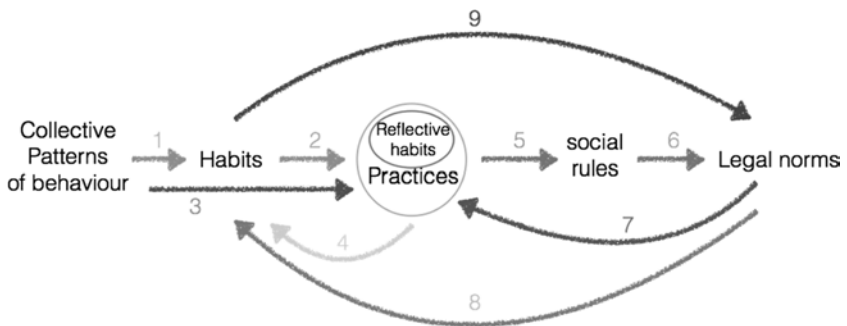 9
Collective
Patterns
of behaviour
1
Habits
2
Reflective
habits
Practices
5
social
rules
6
Legal norms
3
4
7
8